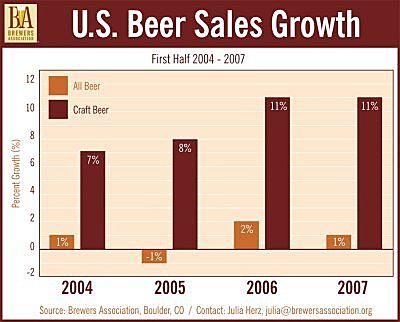 BA
BREWERS
ASSOCIATION
U.S. Beer Sales Growth
First Half 2004 - 2007
Percent Growth (%)
12
10
8
6
4
2
0
-2
All Beer
Craft Beer
1%
7%
-1%
8%
2%
11%
1%
11%
2004
2005
2006
2007
Source: Brewers Association, Boulder, CO / Contact: Julia Herz, julia@brewersassociation.org